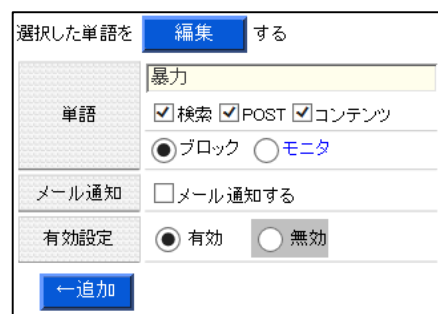 選択した単語を 編集 する
暴力
単語 検索 POST コンテンツ
ブロック モニタ
メール通知 メール通知する
有効設定 有効 無効
←追加